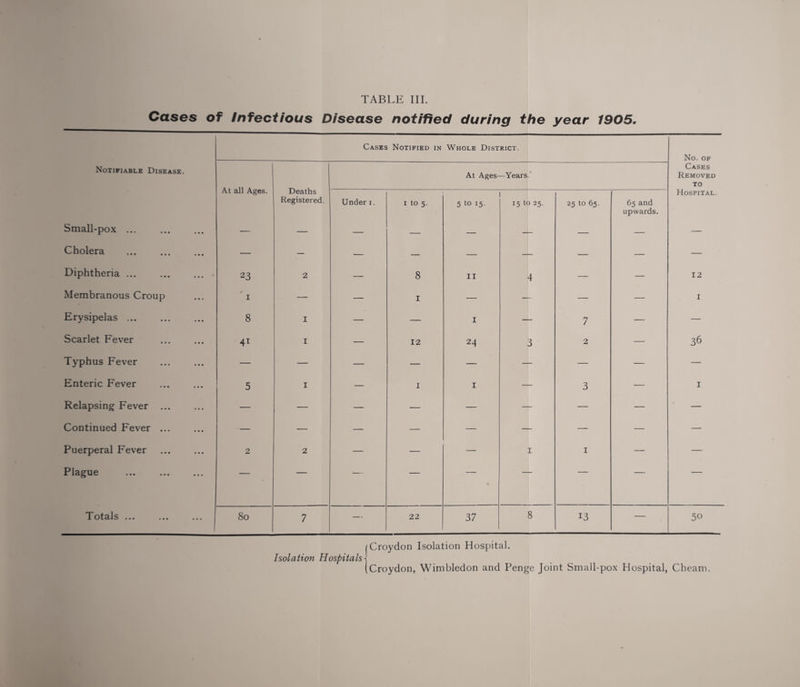 TABLE III.
Cases of Infectious Disease notified during the year 1905.
Notifiable Disease. | Cases Notified in Whole District. | No. of Cases Removed to Hospital.
At all Ages. | Deaths Registered. | At Ages—Years.
Under 1. | 1 to 5. | 5 to 15. | 15 to 25. | 25 to 65. | 65 and upwards.
Small-pox ... ... ... — — — — — — — — —
Cholera ... ... ... — — — — — — — — —
Diphtheria ... ... ... 23 2 — 8 11 4 — — 12
Membranous Croup ... 1 — — 1 — — — — 1
Erysipelas ... ... ... 8 1 — — 1 — 7 — —
Scarlet Fever ... ... 41 1 — 12 24 3 2 — 36
Typhus Fever ... ... — — — — — — — — —
Enteric Fever ... ... 5 1 — 1 1 — 3 — 1
Relapsing Fever ... ... — — — — — — — — —
Continued Fever ... ... — — — — — — — — —
Puerperal Fever ... ... 2 2 — — — 1 1 — —
Plague ... ... ... — — — — — — — — —
Totals ... ... ... 80 7 — 22 37 8 13 — 50
Isolation Hospitals
Croydon Isolation Hospital.
Croydon, Wimbledon and Penge Joint Small-pox Hospital, Cheam.